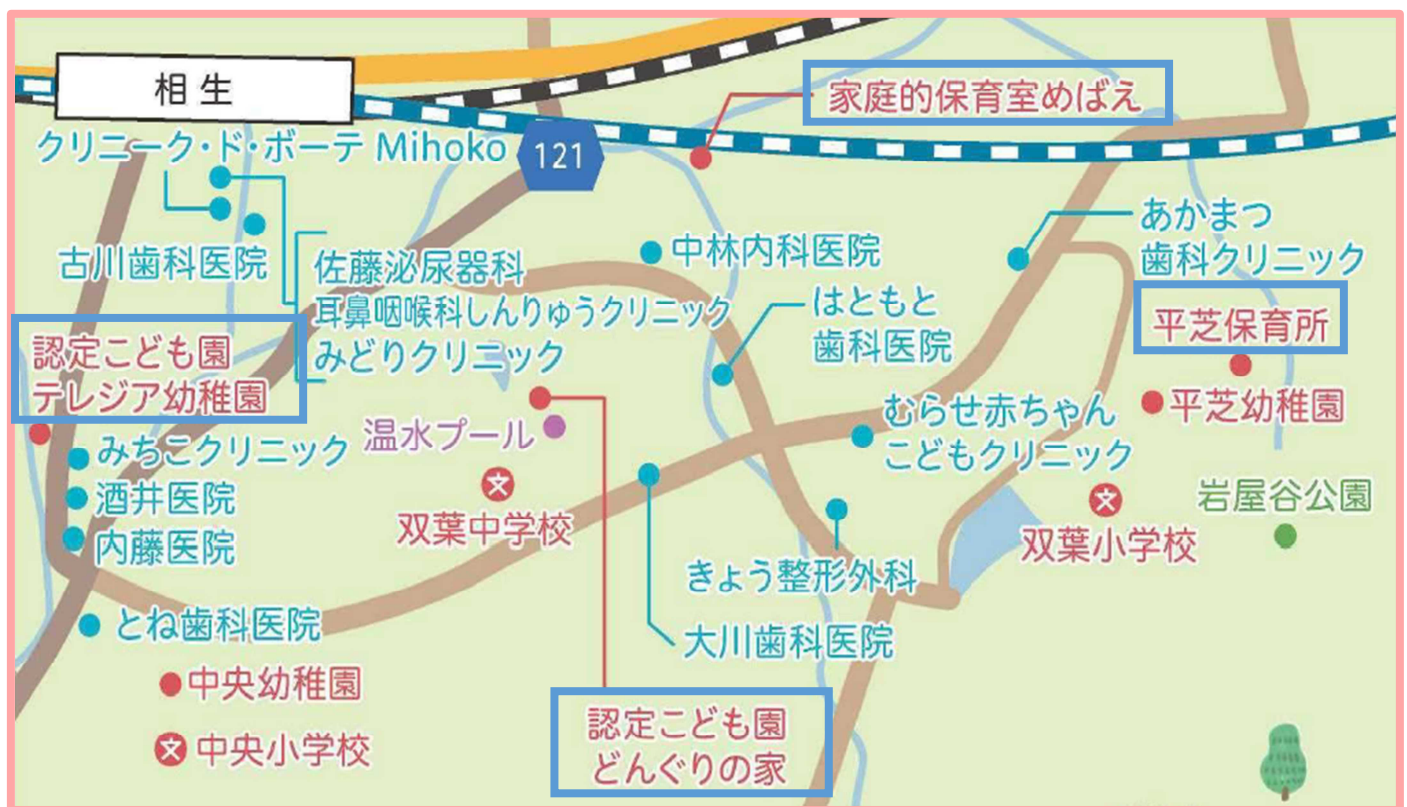 相生
家庭的保育室めばえ
クリニーク・ド・ボーテ Mihoko
121
古川歯科医院
佐藤泌尿器科
耳鼻咽喉科しんりゅうクリニック
みどりクリニック
中林内科医院
あかまつ
歯科クリニック
はともと
歯科医院
平芝保育所
認定こども園
テレジア幼稚園
平芝幼稚園
みちこクリニック
温水プール
むらせ赤ちゃん
こどもクリニック
酒井医院
文
双葉中学校
岩屋谷公園
文
双葉小学校
内藤医院
きょう整形外科
とね歯科医院
大川歯科医院
中央幼稚園
認定こども園
どんぐりの家
文
中央小学校